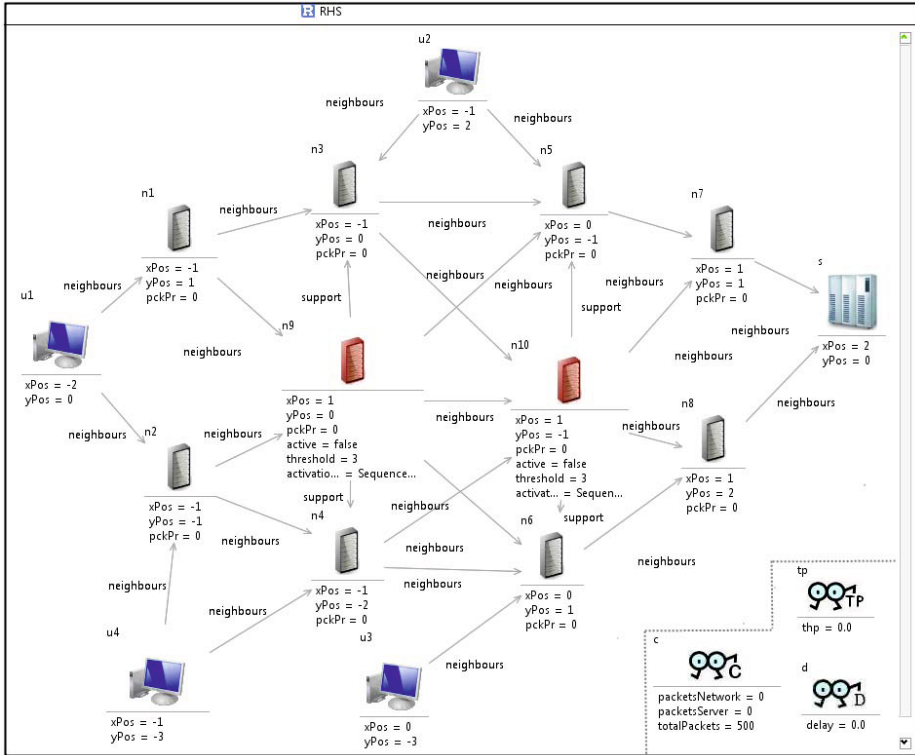 RHS
u2
neighbours
xPos = -1
yPos = 2
neighbours
n3
n5
neighbours
n1
xPos = -1
yPos = 0
pckPr = 0
neighbours
xPos = 0
yPos = -1
pckPr = 0
n7
neighbours
xPos = -1
yPos = 1
pckPr = 0
neighbours
xPos = 1
yPos = 1
pckPr = 0
s
u1
neighbours
support
neighbours
neighbours
neighbours
support
n9
n10
neighbours
xPos = 2
yPos = 0
xPos = -2
yPos = 0
neighbours
neighbours
neighbours
xPos = 1
yPos = 0
pckPr = 0
active = false
threshold = 3
activatio... = Sequence...
neighbours
xPos = 1
yPos = -1
pckPr = 0
active = false
threshold = 3
activat... = Sequen...
neighbours
n8
neighbours
neighbours
n2
neighbours
xPos = 1
yPos = 2
pckPr = 0
xPos = -1
yPos = -1
pckPr = 0
support
n4
neighbours
support
n6
neighbours
neighbours
neighbours
neighbours
xPos = -1
yPos = -2
pckPr = 0
neighbours
xPos = 0
yPos = 1
pckPr = 0
neighbours
u4
u3
neighbours
xPos = -1
yPos = -3
xPos = 0
yPos = -3
tp
TP
thp = 0.0
c
C
packetsNetwork = 0
packetsServer = 0
totalPackets = 500
d
D
delay = 0.0